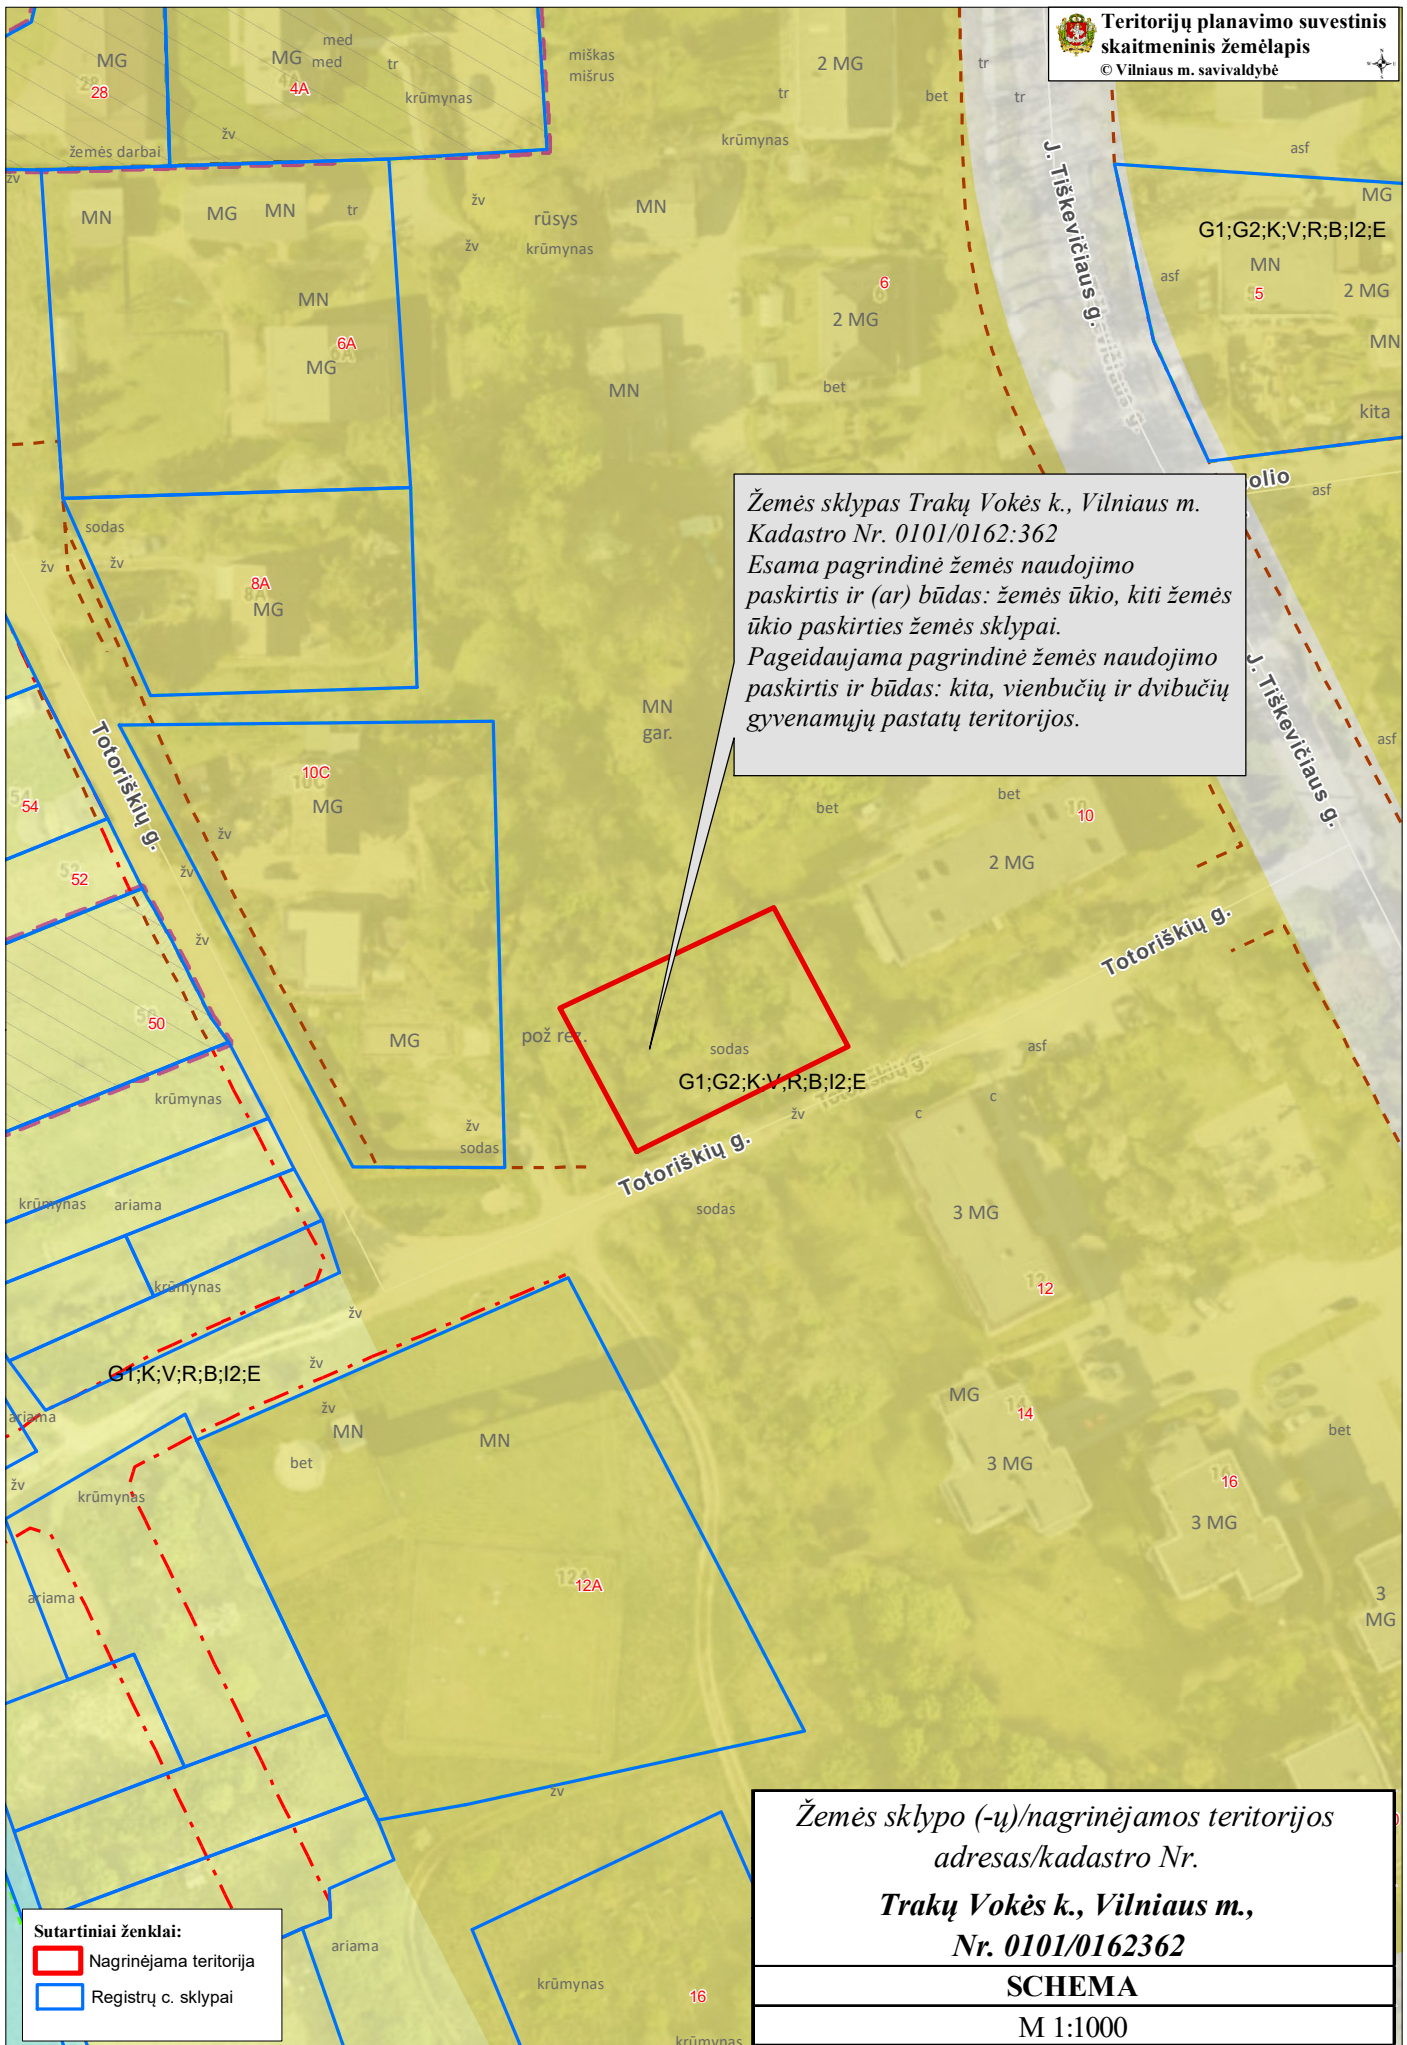 Teritorijų planavimo suvestinis
skaitmeninis žemėlapis
© Vilniaus m. savivaldybė
MG
28
MG
med
med
4A
tr
krūmynas
žv
žemės darbai
miškas
mišrus
2 MG
tr
bet
krūmynas
tr
tr
asf
J. Tiškevičiaus g.
MG
G1;G2;K;V;R;B;I2;E
asf
MN
5
2 MG
MN
kita
žv
MN
MG
MN
tr
žv
žv
rūsys
krūmynas
MN
MN
6A
MG
6
2 MG
MN
bet
olio
asf
Žemės sklypas Trakų Vokės k., Vilniaus m.
Kadastro Nr. 0101/0162:362
Esama pagrindinė žemės naudojimo
paskirtis ir (ar) būdas: žemės ūkio, kiti žemės
ūkio paskirties žemės sklypai.
Pageidaujama pagrindinė žemės naudojimo
paskirtis ir būdas: kita, vienbučių ir dvibučių
gyvenamųjų pastatų teritorijos.
sodas
žv
žv
8A
MG
MN
gar.
J. Tiškevičiaus g.
asf
Totoriškių g.
10C
MG
54
52
žv
žv
žv
50
bet
bet
10
2 MG
Totoriškių g.
MG
pož rez.
sodas
G1;G2;K;V;R;B;I2;E
asf
žv
c
c
krūmynas
žv
sodas
Totoriškių g.
sodas
krūmynas
ariama
krūmynas
3 MG
12
žv
G1;K;V;R;B;I2;E
žv
žv
MN
MN
bet
ariama
žv
krūmynas
MG
14
3 MG
bet
16
3 MG
ariama
12A
3
MG
žv
ariama
krūmynas
16
krūmynas
Sutartiniai ženklai:
Nagrinėjama teritorija
Registrų c. sklypai
Žemės sklypo (-ų)/nagrinėjamos teritorijos
adresas/kadastro Nr.
Trakų Vokės k., Vilniaus m.,
Nr. 0101/0162362
SCHEMA
M 1:1000